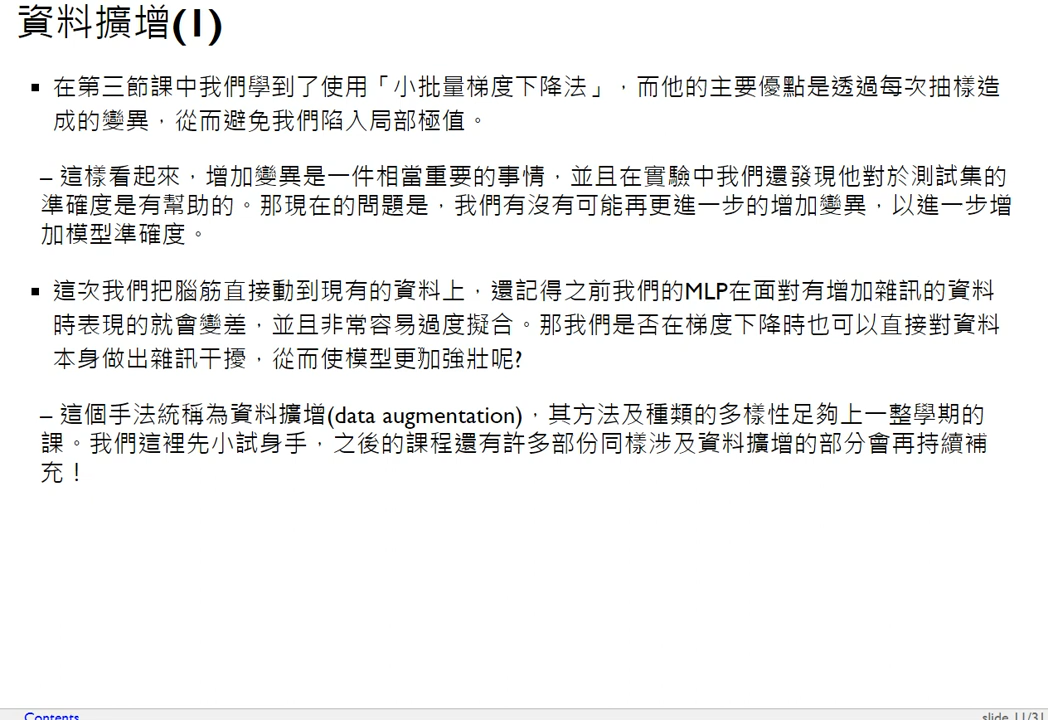 資料擴增(1)
▪ 在第三節課中我們學到了使用「小批量梯度下降法」，而他的主要優點是透過每次抽樣造
成的變異，從而避免我們陷入局部極值。
– 這樣看起來，增加變異是一件相當重要的事情，並且在實驗中我們還發現他對於測試集的
準確度是有幫助的。那現在的問題是，我們有沒有可能再更進一步的增加變異，以進一步增
加模型準確度。
▪ 這次我們把腦筋直接動到現有的資料上，還記得之前我們的MLP在面對有增加雜訊的資料
時表現的就會變差，並且非常容易過度擬合。那我們是否在梯度下降時也可以直接對資料
本身做出雜訊干擾，從而使模型更加強壯呢?
– 這個手法統稱為資料擴增(data augmentation)，其方法及種類的多樣性足夠上一整學期的
課。我們這裡先小試身手，之後的課程還有許多部份同樣涉及資料擴增的部分會再持續補
充！
Contents
slide 11/31